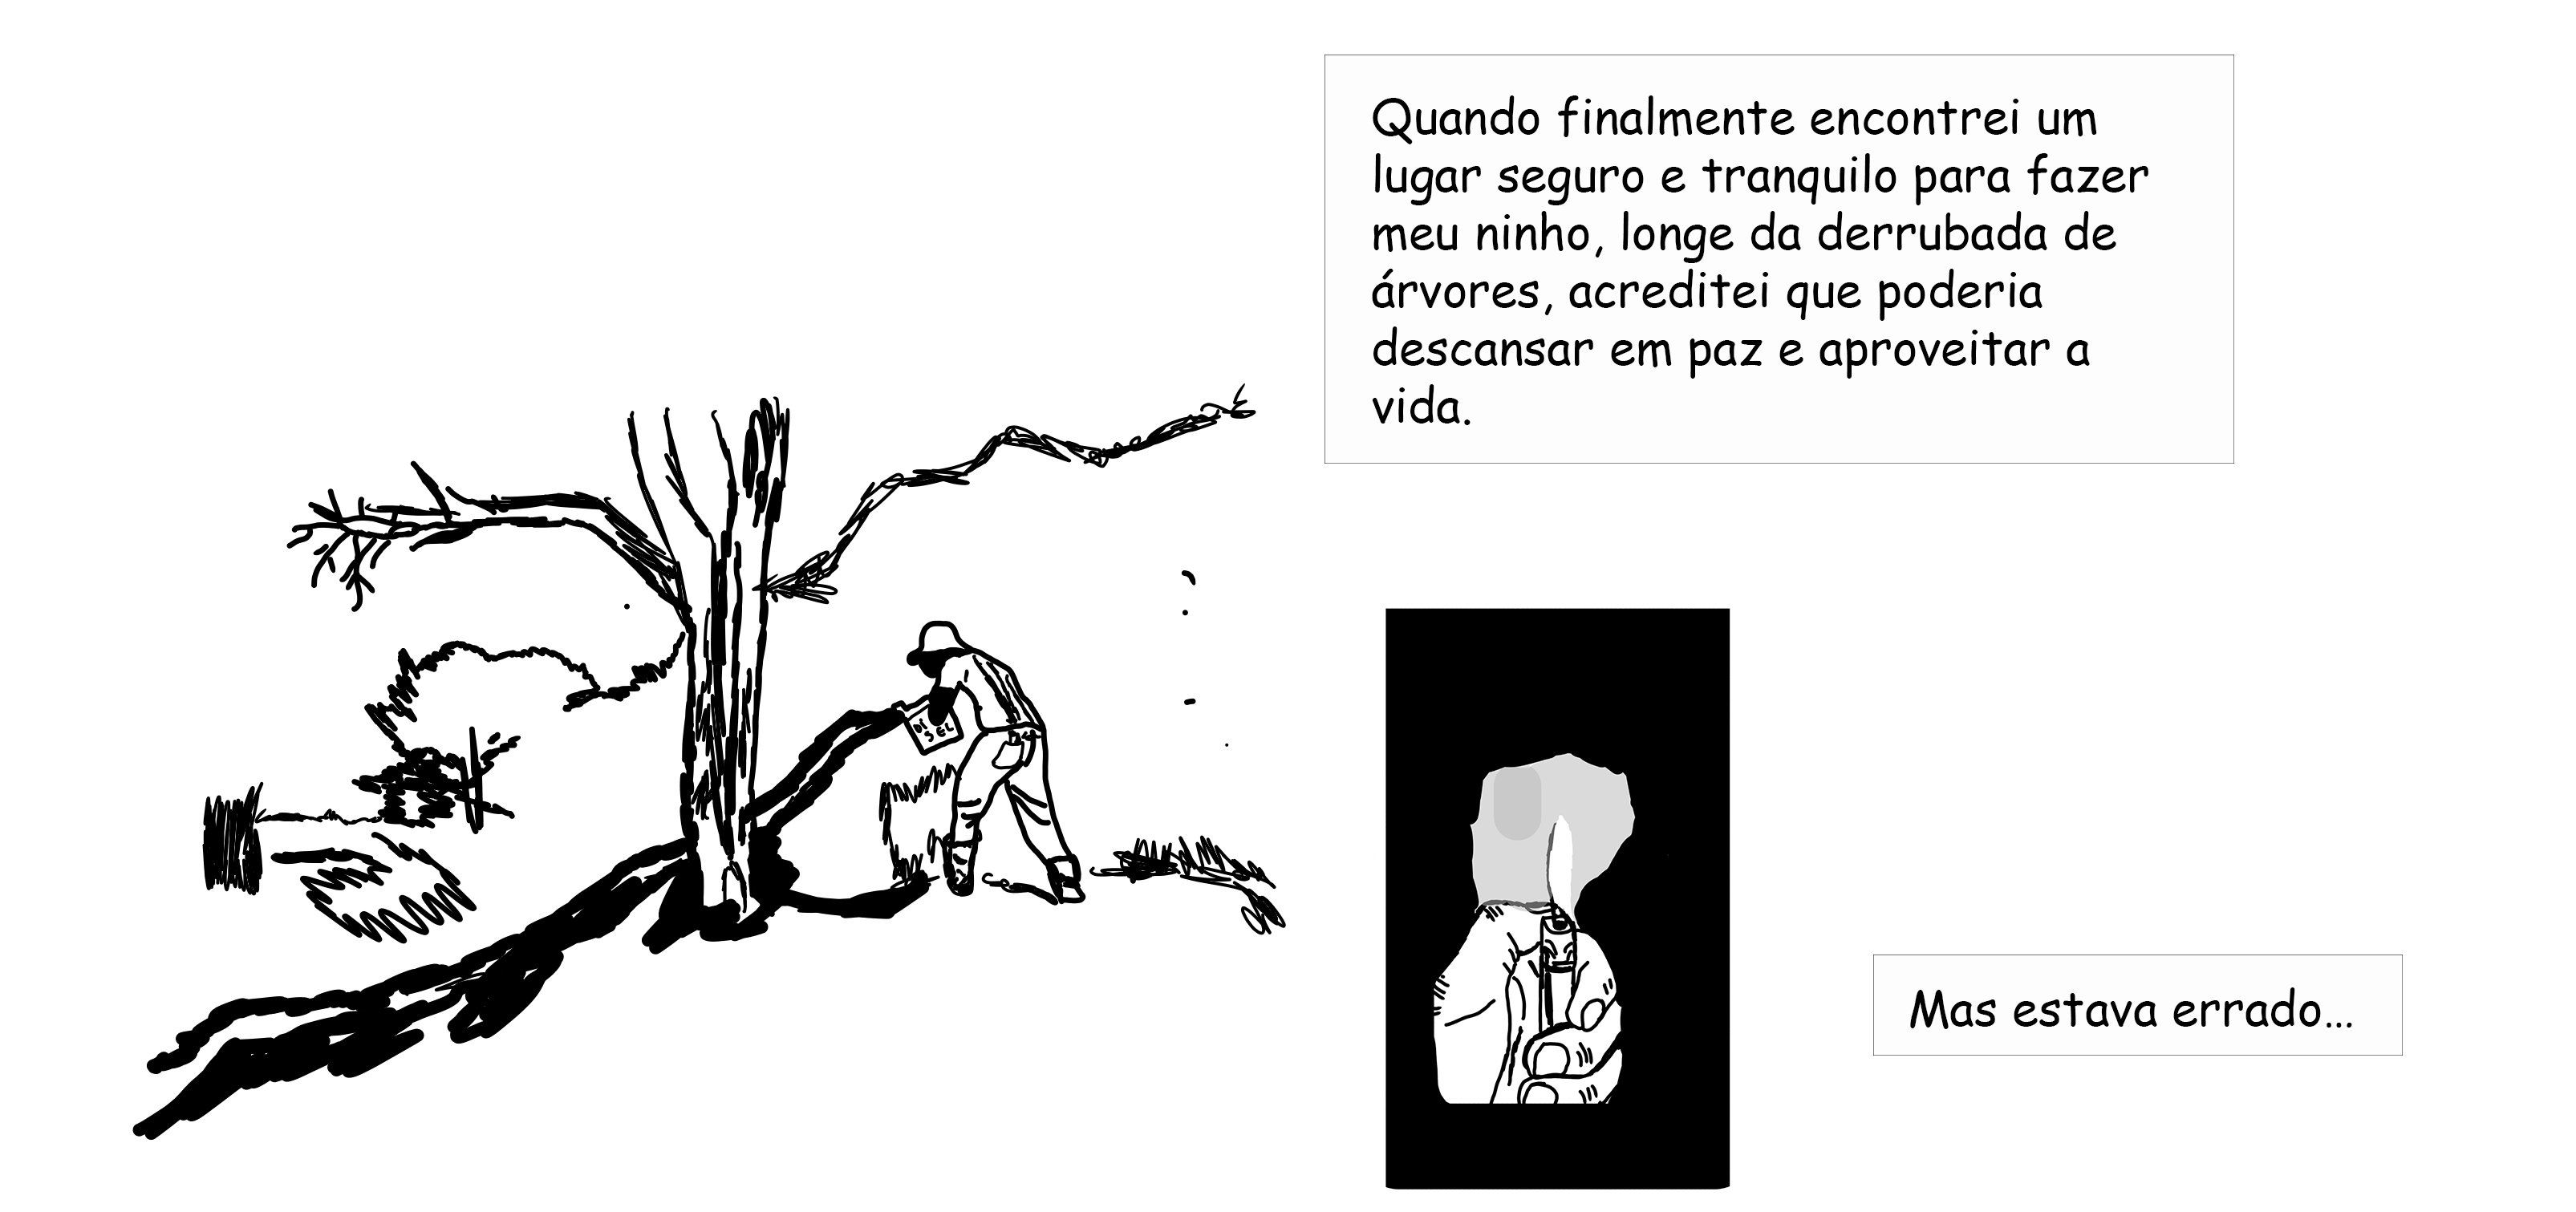 Quando finalmente encontrei um
lugar seguro e tranquilo para fazer
meu ninho, longe da derrubada de
árvores, acreditei que poderia
descansar em paz e aproveitar a
vida.
DI
SEL
Mas estava errado...